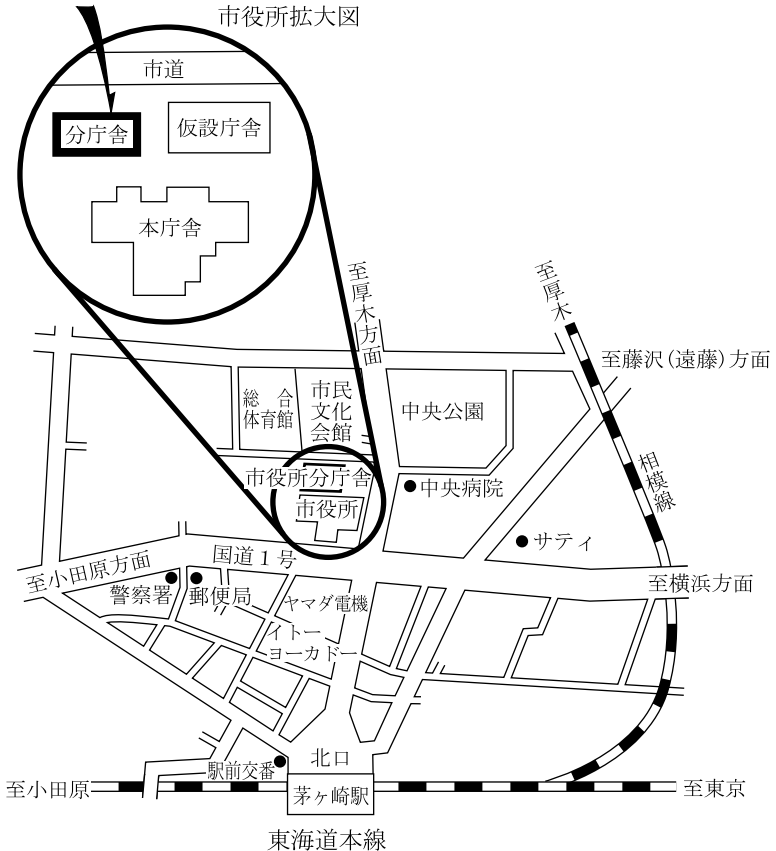 市役所拡大図
市道
分庁舎
仮設庁舎
本庁舎
至厚木方面
至厚木
至藤沢(遠藤)方面
総合
体育館
市民
文化
会館
中央公園
相模線
市役所分庁舎
市役所
中央病院
サティ
国道1号
至小田原方面
至横浜方面
警察署
郵便局
ヤマダ電機
イトー
ヨーカドー
北口
駅前交番
至小田原
茅ヶ崎駅
至東京
東海道本線